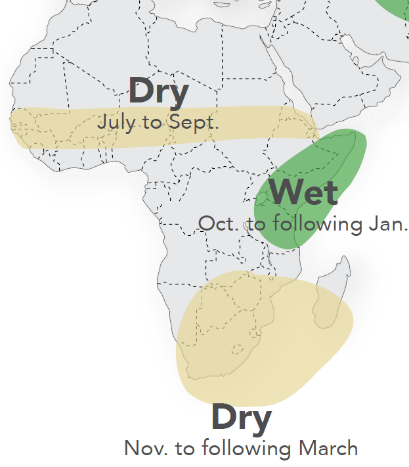 Dry
July to Sept.
Wet
Oct. to following Jan.
Dry
Nov. to following March